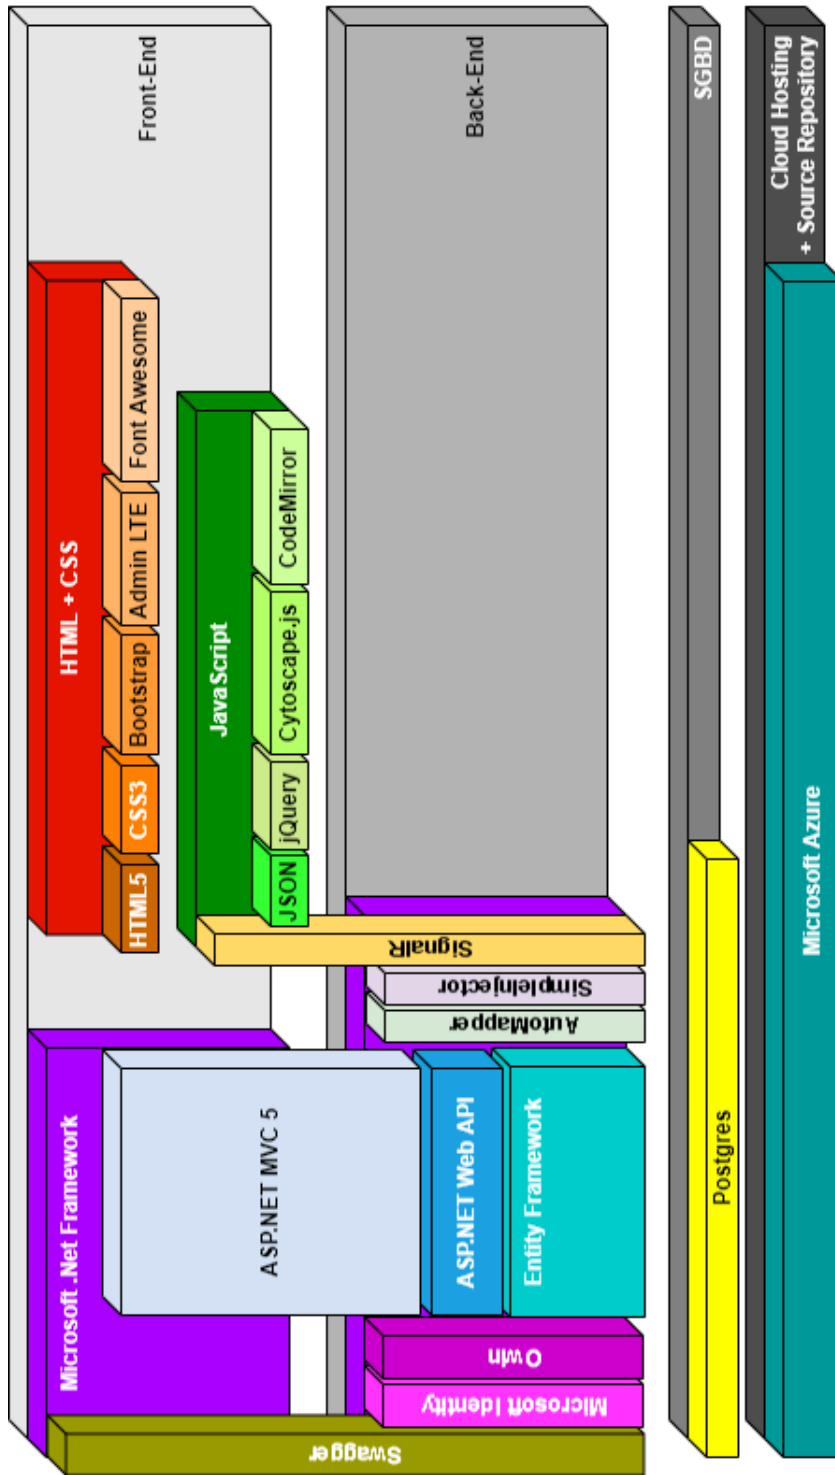 Front-End
HTML + CSS
HTML5
CSS3
Bootstrap
Admin LTE
Font Awesome
JavaScript
JSON
jQuery
Cytoscape.js
CodeMirror
Microsoft .Net Framework
ASP.NET MVC 5
ASP.NET Web API
Entity Framework
Back-End
SignalR
SimpleInjector
AutoMapper
Owin
Microsoft Identity
Swagger
SGBD
Postgres
Cloud Hosting
+ Source Repository
Microsoft Azure